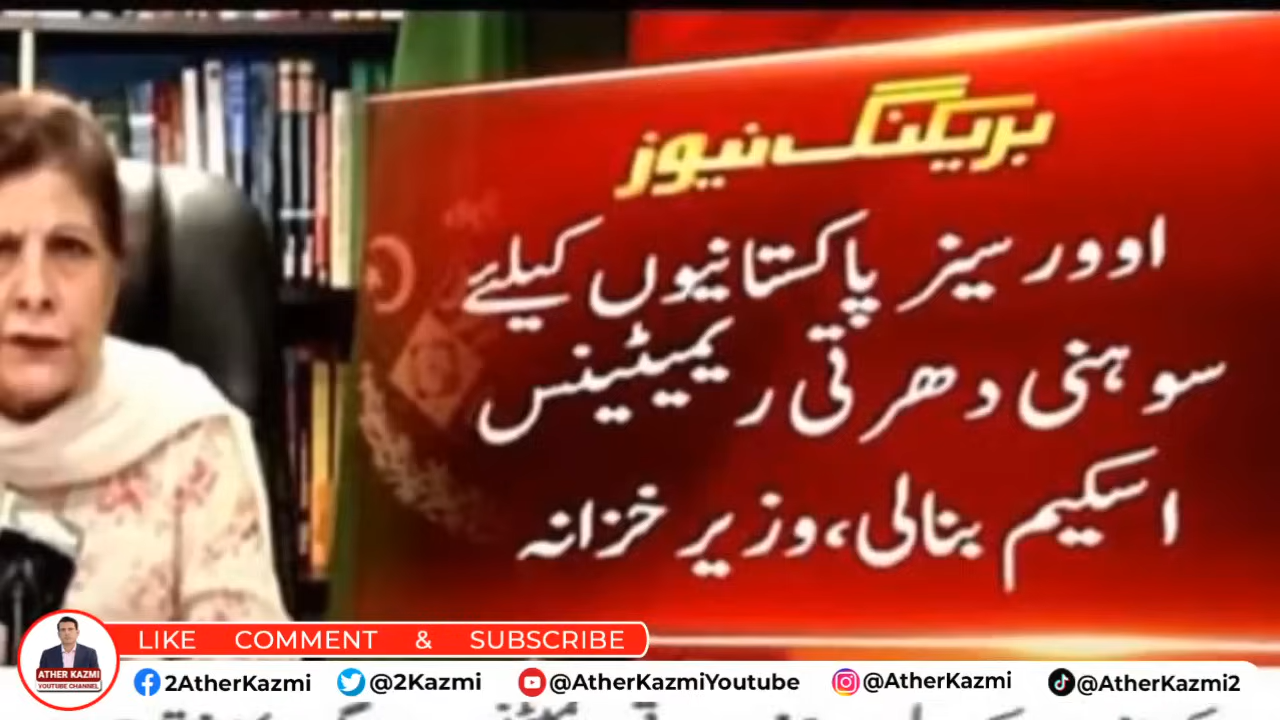 بریکنگ نیوز
اوورسیز پاکستانیوں کیلئے
سوہنی دھرتی ریمیٹینس
اسکیم بنالی، وزیر خزانہ
LIKE COMMENT & SUBSCRIBE
ATHER KAZMI
YOUTUBE CHANNEL
2AtherKazmi @2Kazmi @AtherKazmiYoutube @AtherKazmi @AtherKazmi2